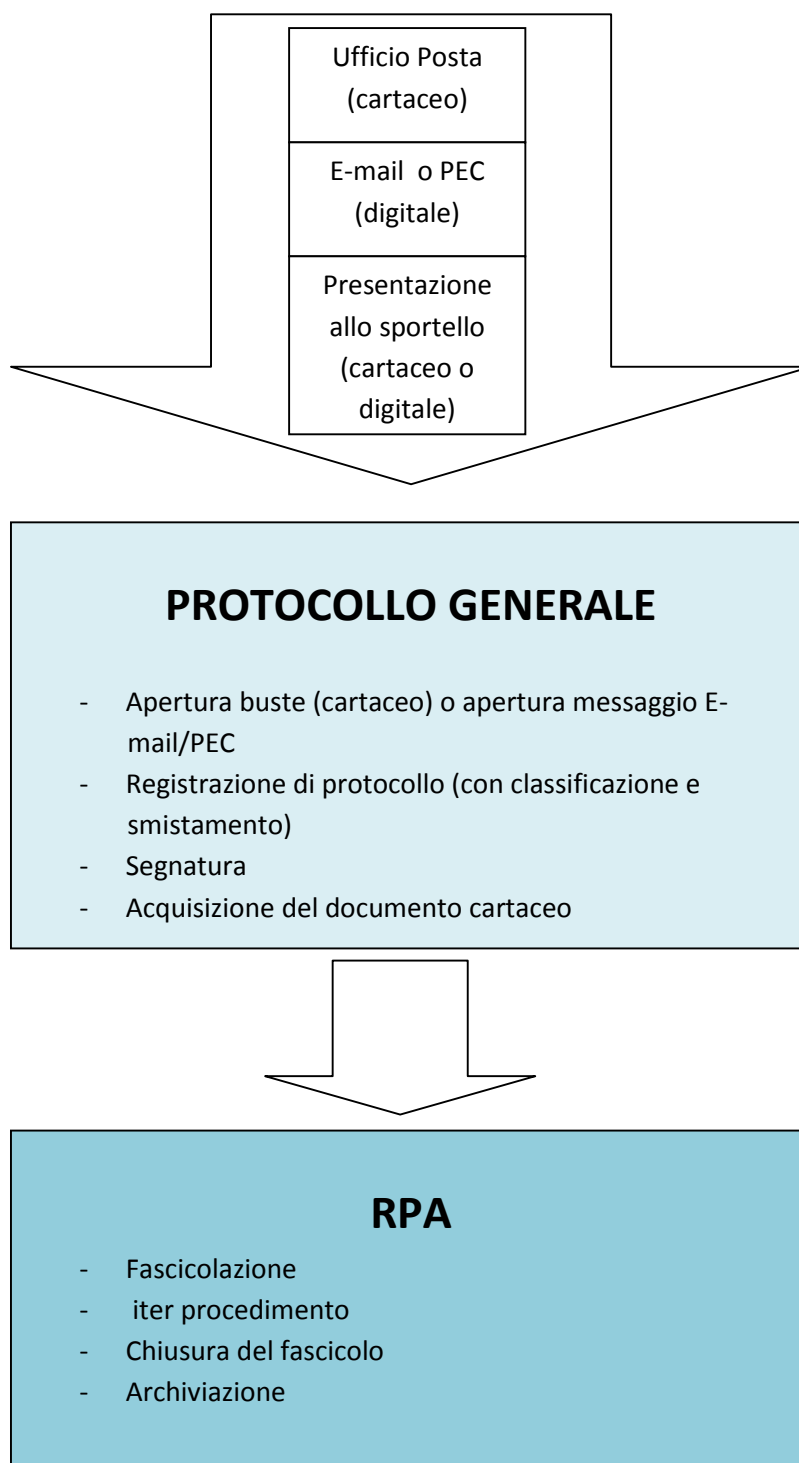 Ufficio Posta
(cartaceo)
E-mail o PEC
(digitale)
Presentazione
allo sportello
(cartaceo o
digitale)
PROTOCOLLO GENERALE
- Apertura buste (cartaceo) o apertura messaggio E-
mail/PEC
- Registrazione di protocollo (con classificazione e
smistamento)
- Segnatura
- Acquisizione del documento cartaceo
RPA
- Fascicolazione
- iter procedimento
- Chiusura del fascicolo
- Archiviazione